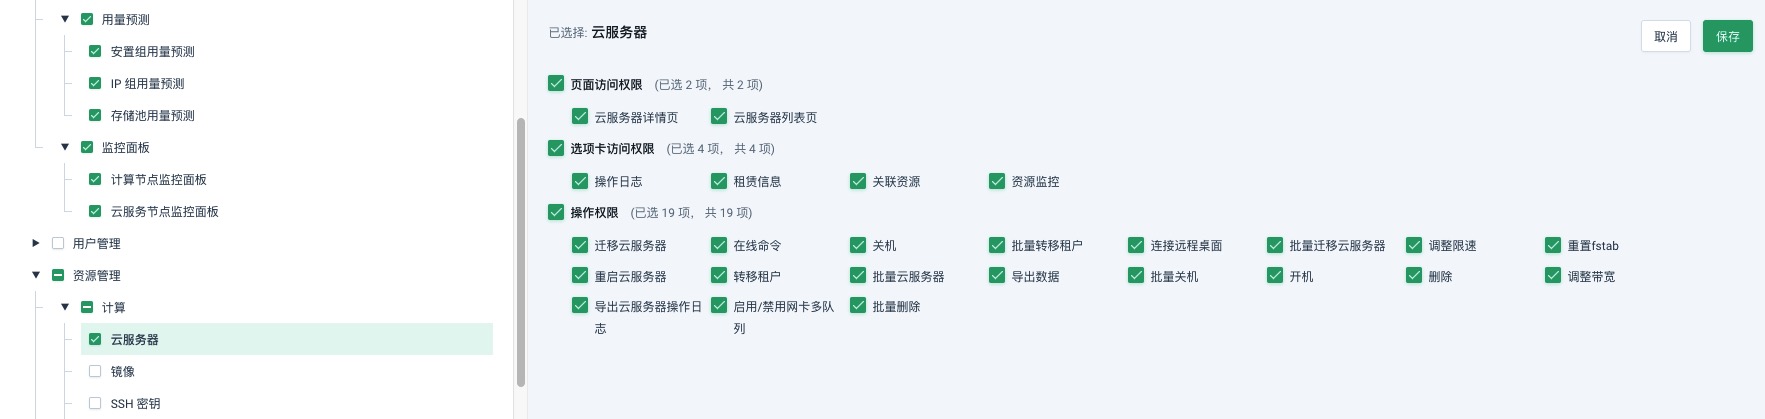 用量预测
安置组用量预测
IP 组用量预测
存储池用量预测
监控面板
计算节点监控面板
云服务节点监控面板
用户管理
资源管理
计算
云服务器
镜像
SSH 密钥
已选择: 云服务器
取消
保存
页面访问权限 (已选 2 项, 共 2 项)
云服务器详情页 云服务器列表页
选项卡访问权限 (已选 4 项, 共 4 项)
操作日志 租赁信息 关联资源 资源监控
操作权限 (已选 19 项, 共 19 项)
迁移云服务器 在线命令 关机 批量转移租户 连接远程桌面 批量迁移云服务器 调整限速 重置fstab
重启云服务器 转移租户 批量云服务器 导出数据 批量关机 开机 删除 调整带宽
导出云服务器操作日 启用/禁用网卡多队 批量删除
志 列